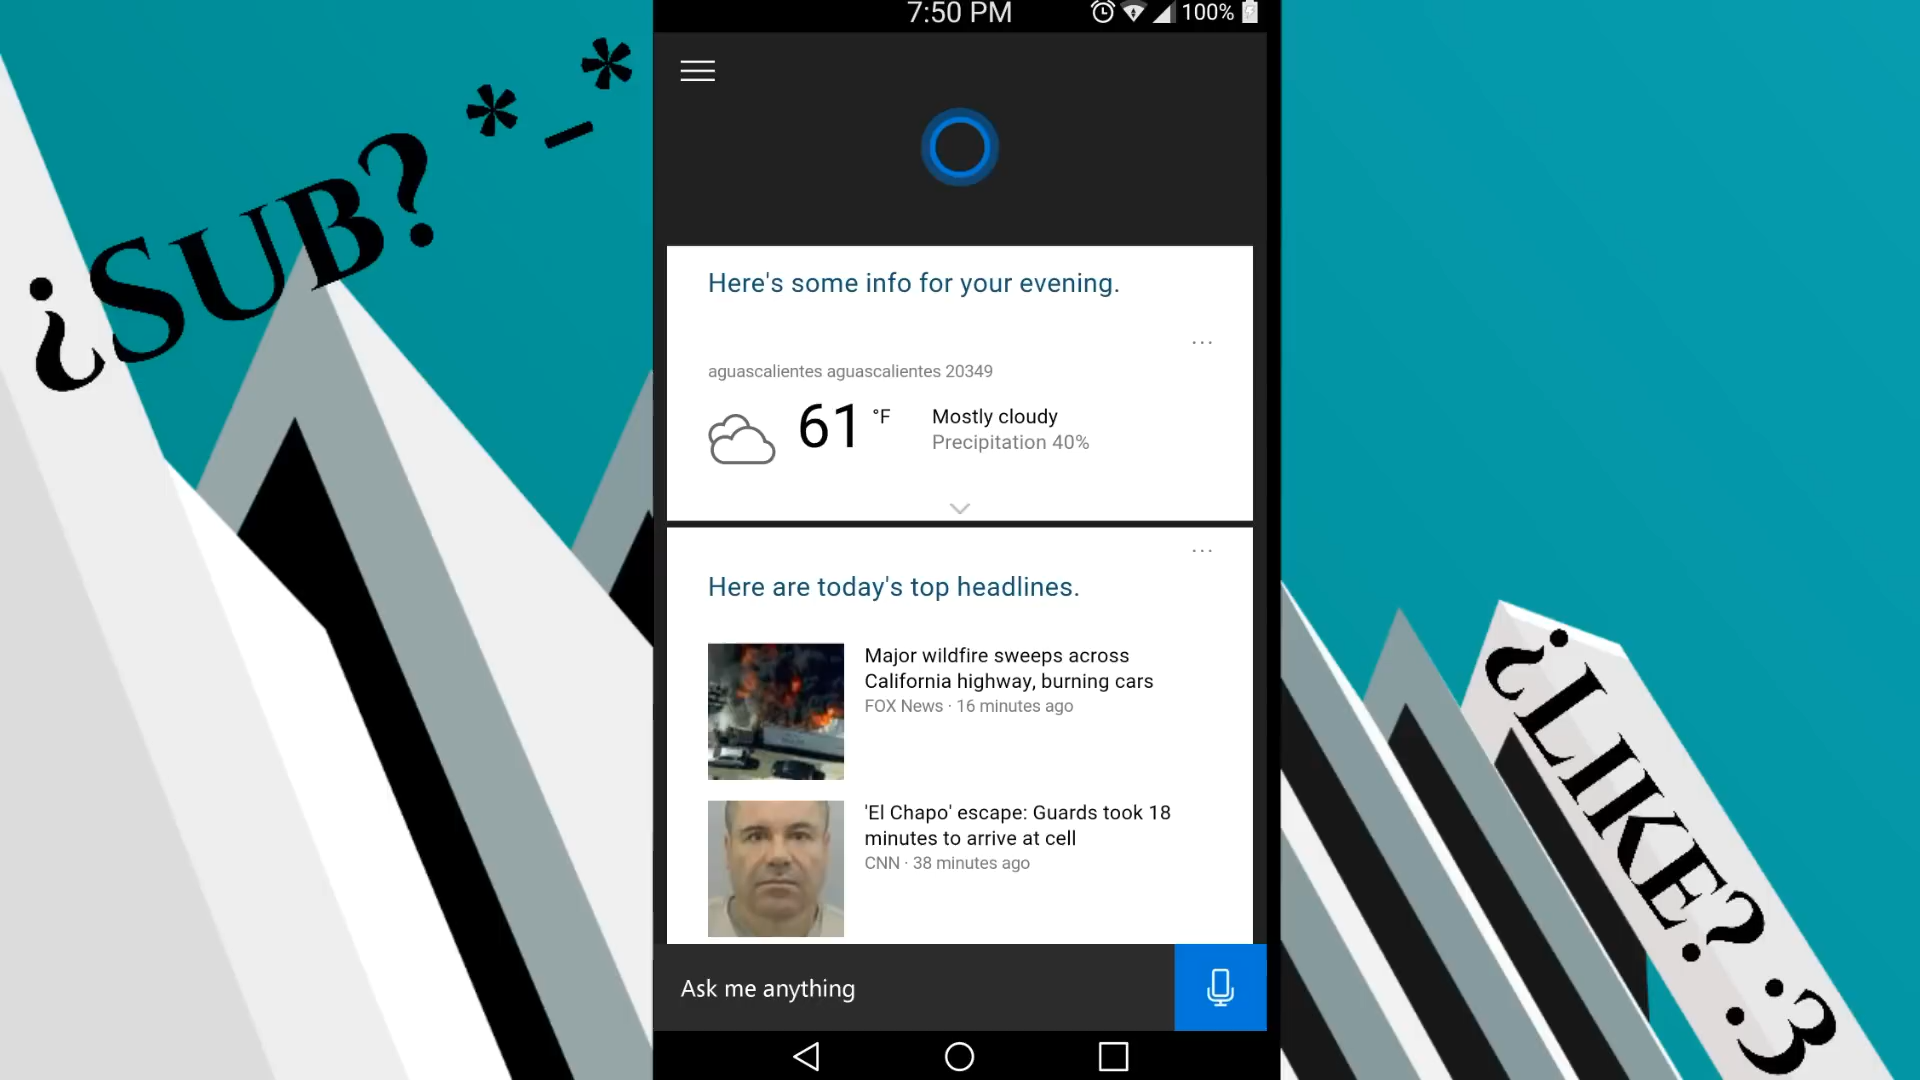 ¿SUB? *_*
7:50 PM
100%
Here's some info for your evening.
...
aguascalientes aguascalientes 20349
61 °F
Mostly cloudy
Precipitation 40%
...
Here are today's top headlines.
Major wildfire sweeps across
California highway, burning cars
FOX News · 16 minutes ago
'El Chapo' escape: Guards took 18
minutes to arrive at cell
CNN · 38 minutes ago
Ask me anything
¿LIKE? :3